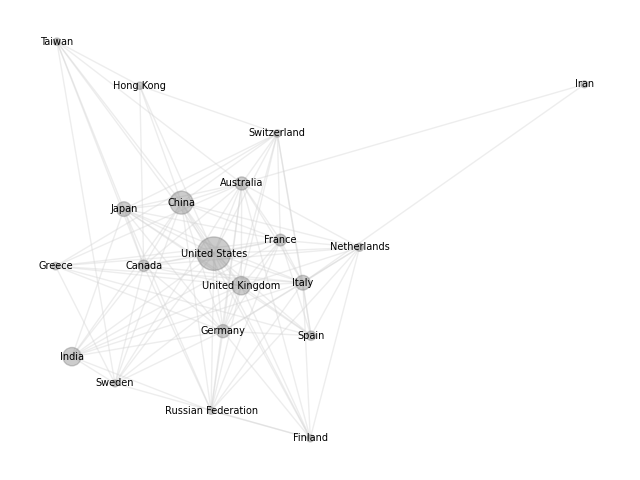 Taiwan
Hong Kong
Iran
Switzerland
Australia
China
Japan
France
Netherlands
United States
Greece
Canada
Italy
United Kingdom
Germany
Spain
India
Sweden
Russian Federation
Finland